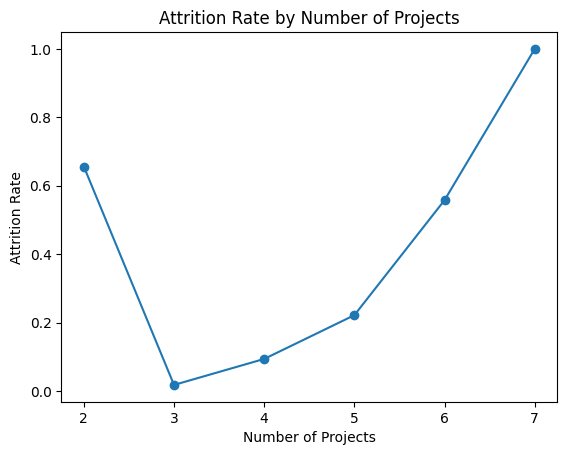 Attrition Rate by Number of Projects
1.0
0.8
0.6
0.4
0.2
0.0
Attrition Rate
2 3 4 5 6 7
Number of Projects